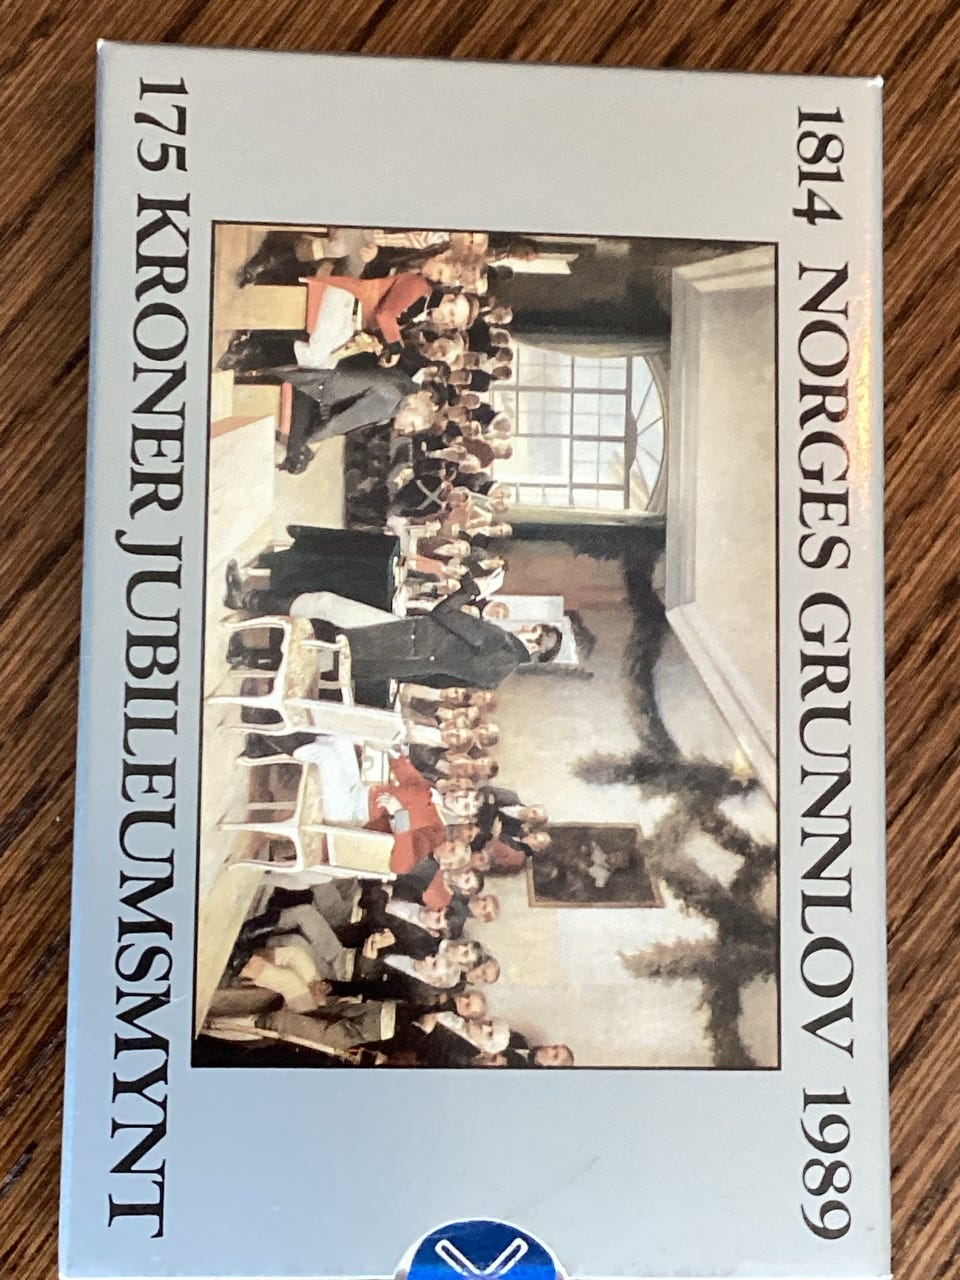 1814 NORGES GRUNNLOV 1989
175 KRONER JUBILEUMSMYNT